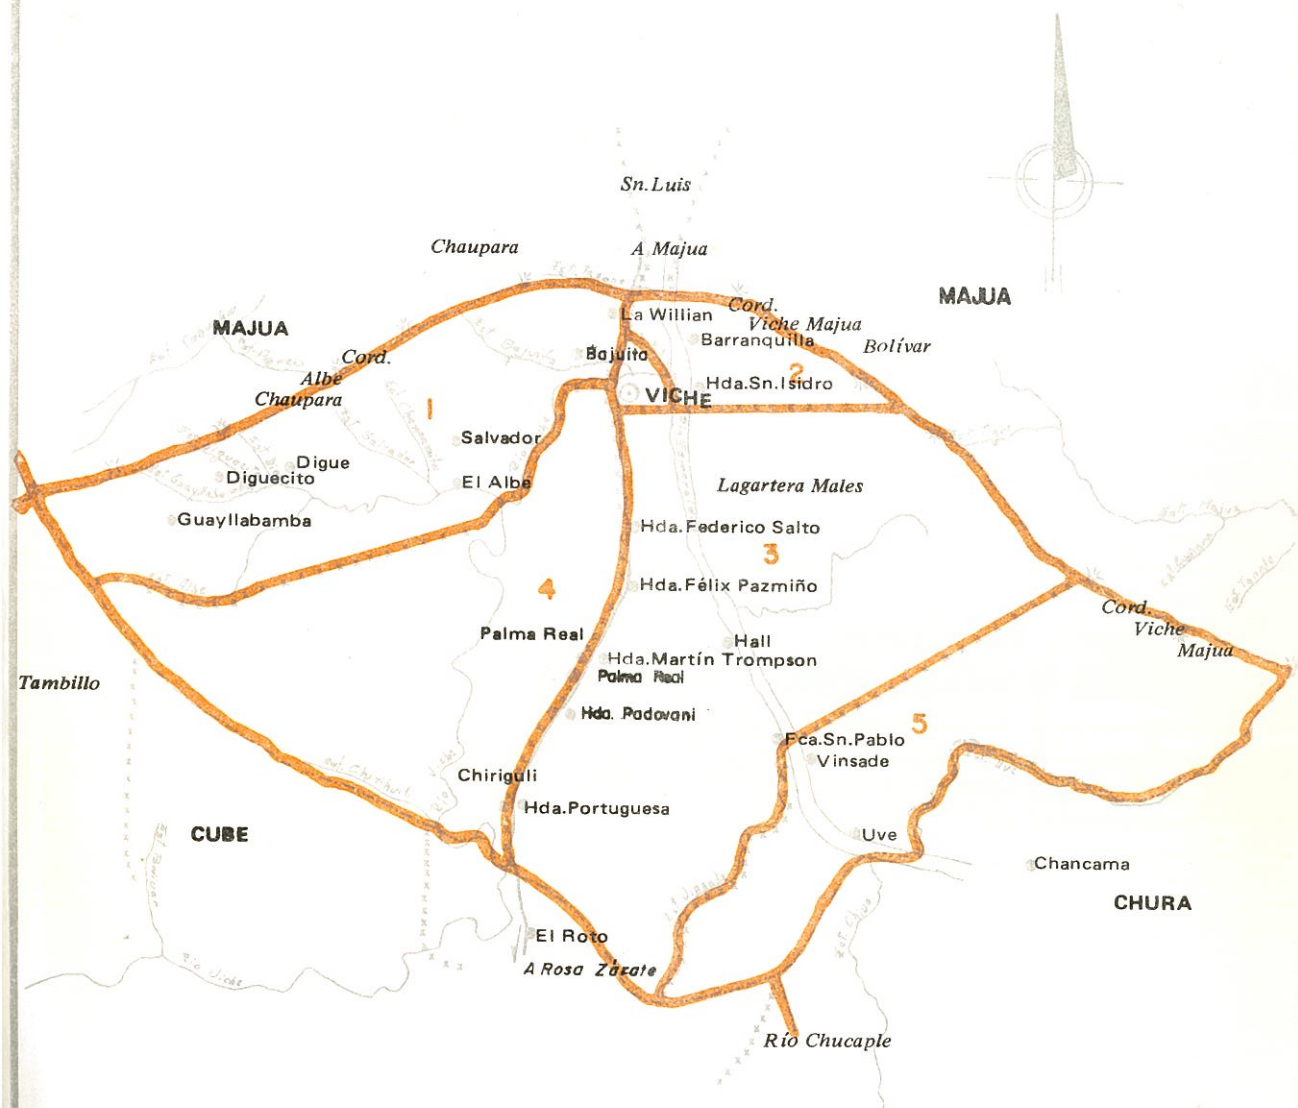 Sn.Luis
Chaupara
A Majua
MAJUA
MAJUA
La Willian
Cord.
Viche Majua
Barranquilla
Bolívar
Bajuito
Cord.
Albe
Chaupara
2
Hda.Sn.Isidro
VICHE
1
Salvador
Digue
Diguecito
El Albe
Lagartera Males
Guayllabamba
Hda.Federico Salto
3
4
Hda.Félix Pazmiño
Cord.
Viche
Majua
Palma Real
Hall
Hda.Martín Trompson
Palma Real
Tambillo
Hda. Padovani
5
Fca.Sn.Pablo
Vinsade
Chiriguli
Hda.Portuguesa
CUBE
Uve
Chancama
CHURA
El Roto
A Rosa Zárate
Río Viche
Río Chucaple